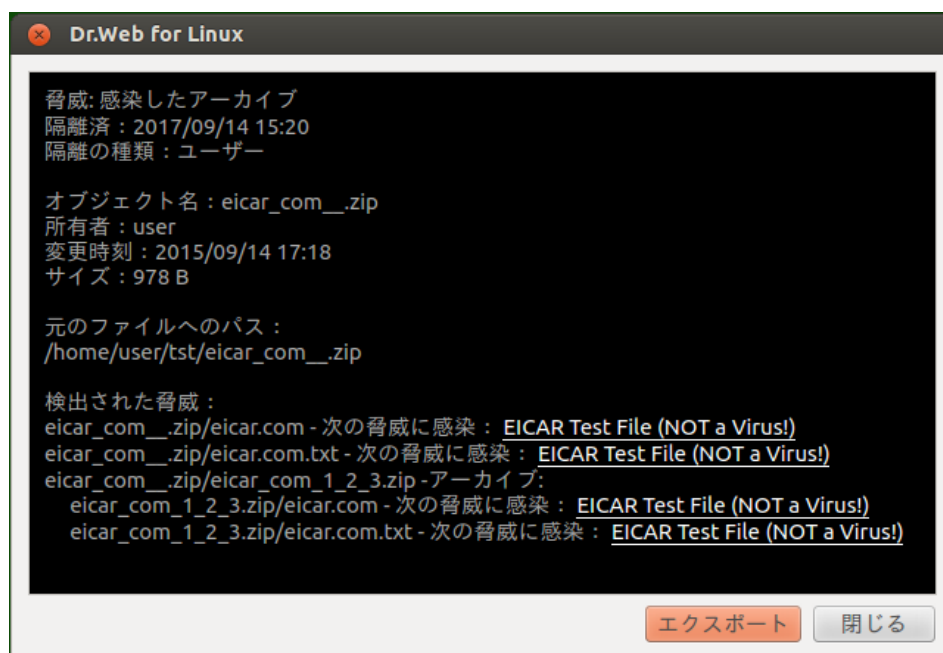 Dr.Web for Linux
脅威: 感染したアーカイブ
隔離済：2017/09/14 15:20
隔離の種類：ユーザー
オブジェクト名：eicar_com__.zip
所有者：user
変更時刻：2015/09/14 17:18
サイズ：978 B
元のファイルへのパス：
/home/user/tst/eicar_com__.zip
検出された脅威：
eicar_com__.zip/eicar.com - 次の脅威に感染： EICAR Test File (NOT a Virus!)
eicar_com__.zip/eicar.com.txt - 次の脅威に感染： EICAR Test File (NOT a Virus!)
eicar_com__.zip/eicar_com_1_2_3.zip -アーカイブ:
eicar_com_1_2_3.zip/eicar.com - 次の脅威に感染： EICAR Test File (NOT a Virus!)
eicar_com_1_2_3.zip/eicar.com.txt - 次の脅威に感染： EICAR Test File (NOT a Virus!)
エクスポート
閉じる